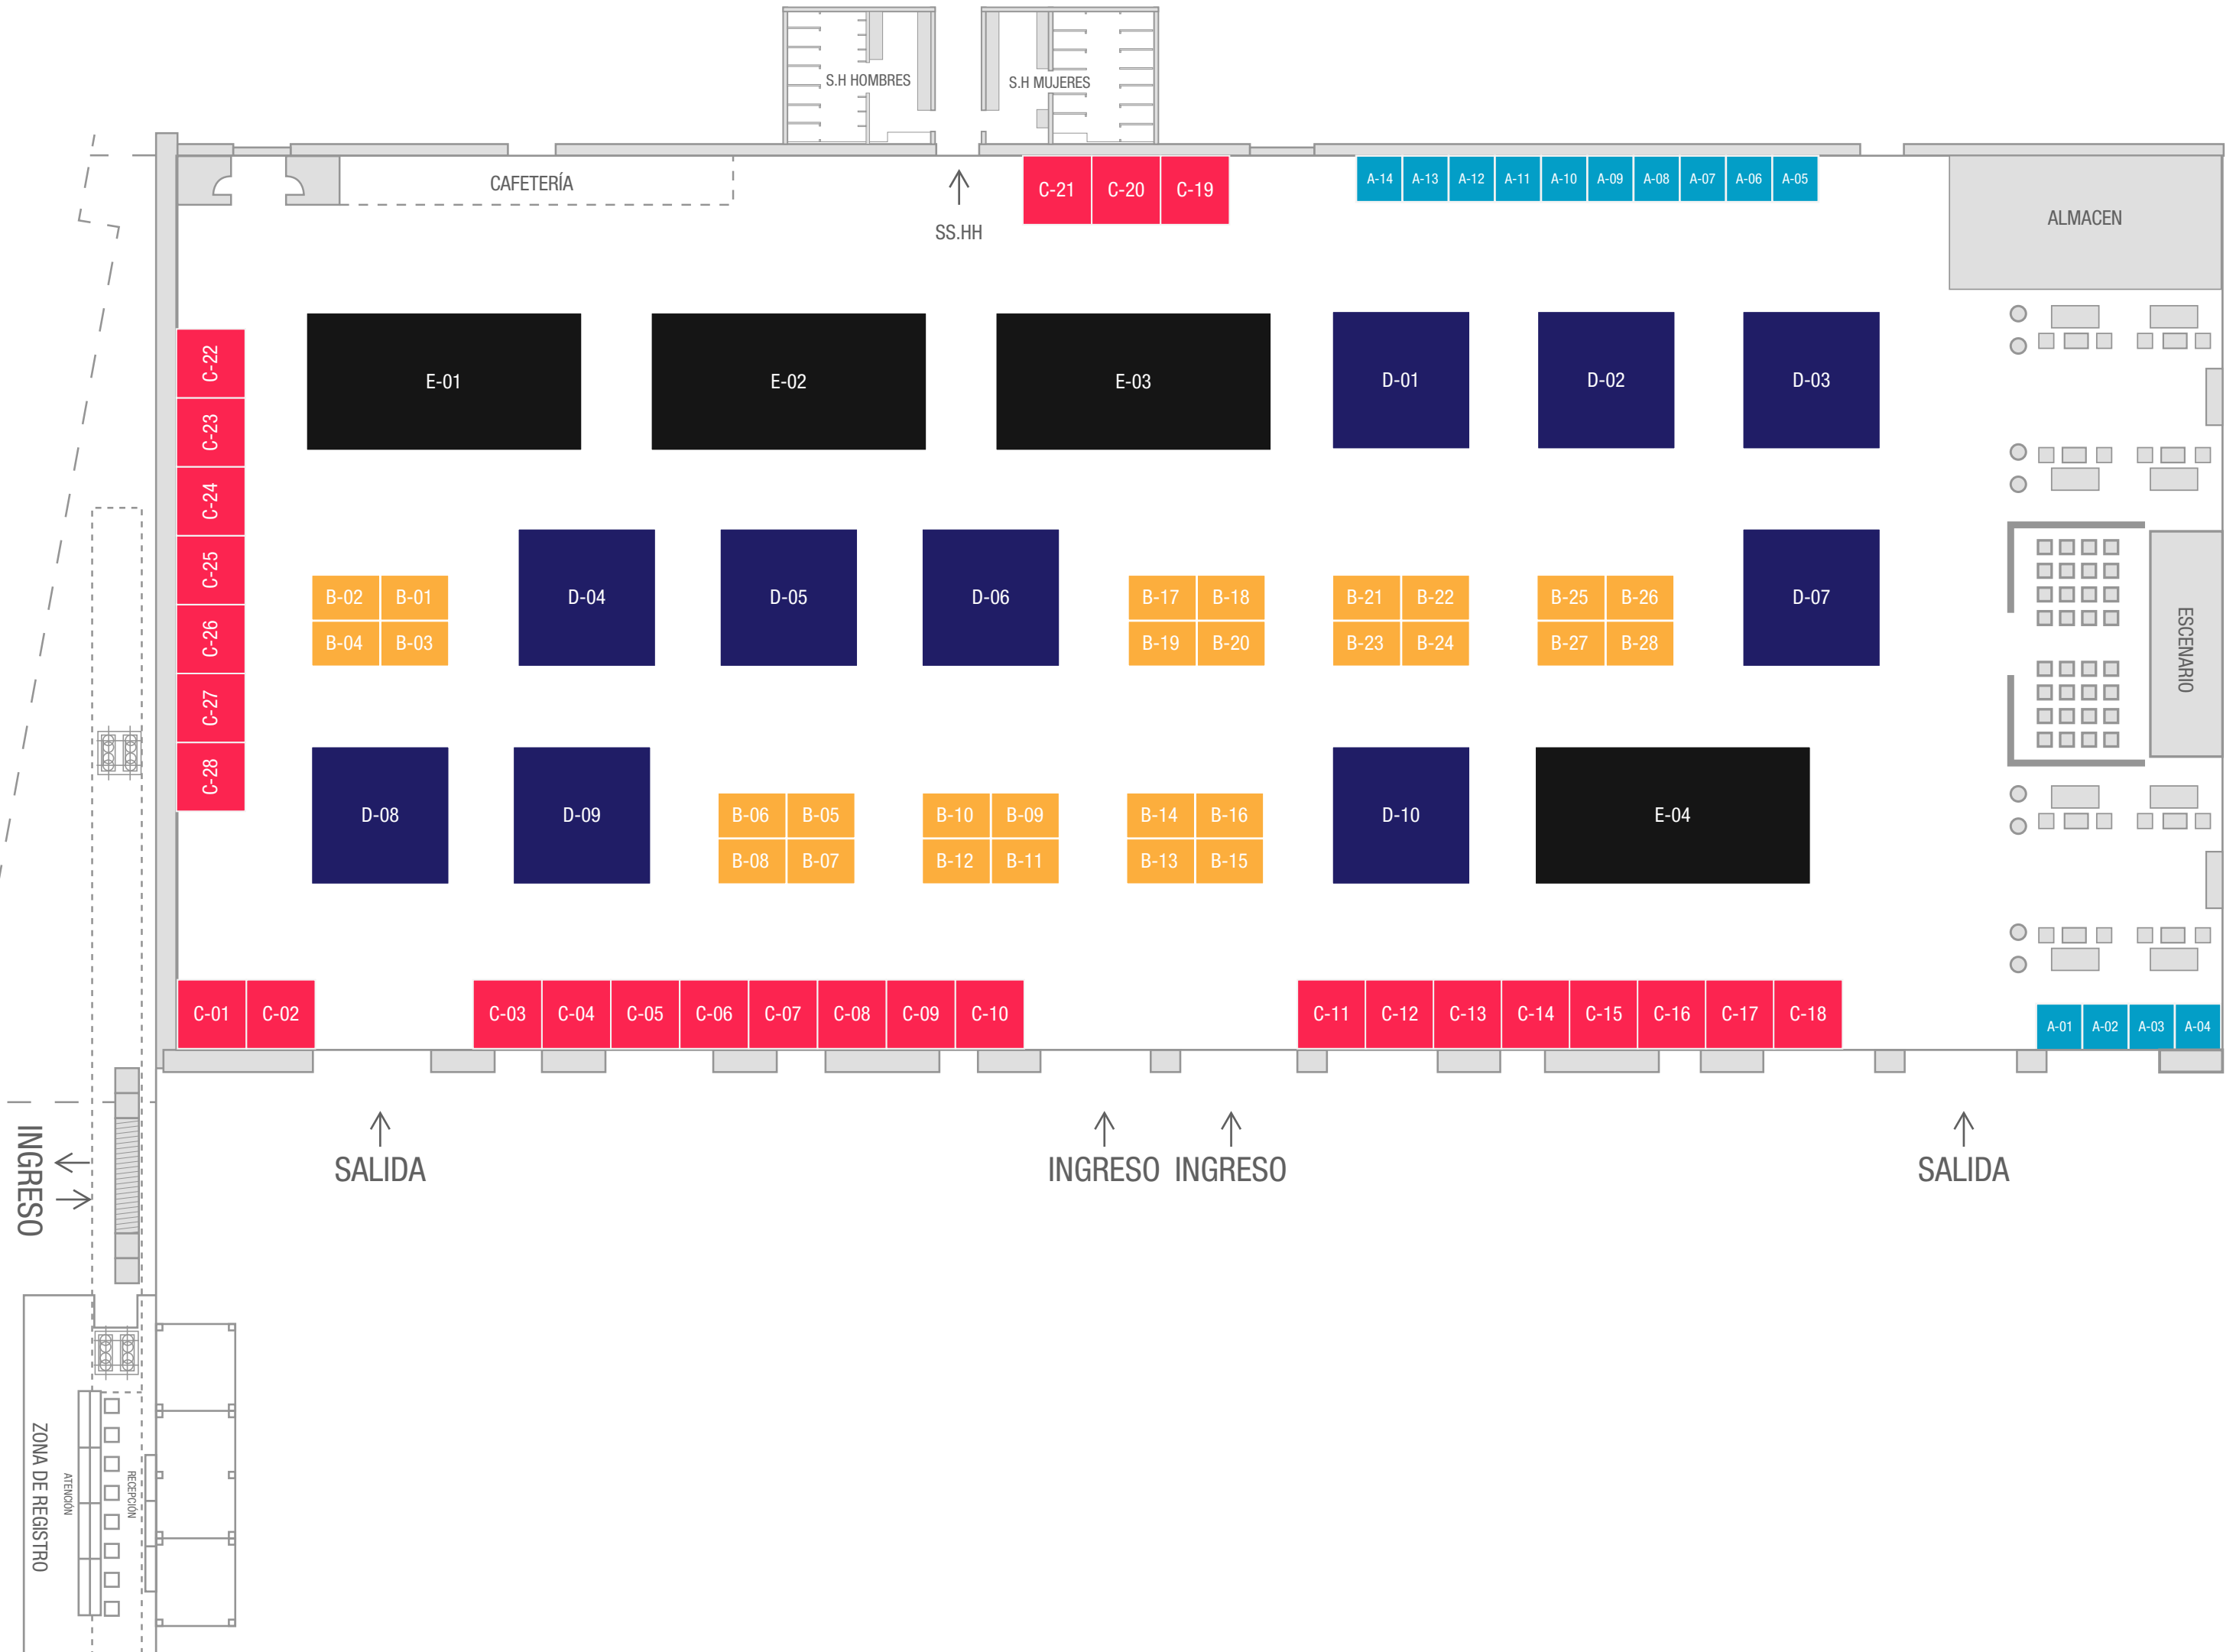 S.H HOMBRES
S.H MUJERES
CAFETERÍA
SS.HH
C-21 C-20 C-19
A-14 A-13 A-12 A-11 A-10 A-09 A-08 A-07 A-06 A-05
ALMACEN
C-22
C-23
C-24
C-25
C-26
C-27
C-28
E-01 E-02 E-03 D-01 D-02 D-03
B-02 B-01
B-04 B-03
D-04 D-05 D-06
B-17 B-18
B-19 B-20
B-21 B-22
B-23 B-24
B-25 B-26
B-27 B-28
D-07
ESCENARIO
D-08 D-09
B-06 B-05
B-08 B-07
B-10 B-09
B-12 B-11
B-14 B-16
B-13 B-15
D-10 E-04
C-01 C-02
C-03 C-04 C-05 C-06 C-07 C-08 C-09 C-10
C-11 C-12 C-13 C-14 C-15 C-16 C-17 C-18
A-01 A-02 A-03 A-04
INGRESO
SALIDA
INGRESO
INGRESO
SALIDA
ZONA DE REGISTRO
ATENCIÓN
RECEPCIÓN